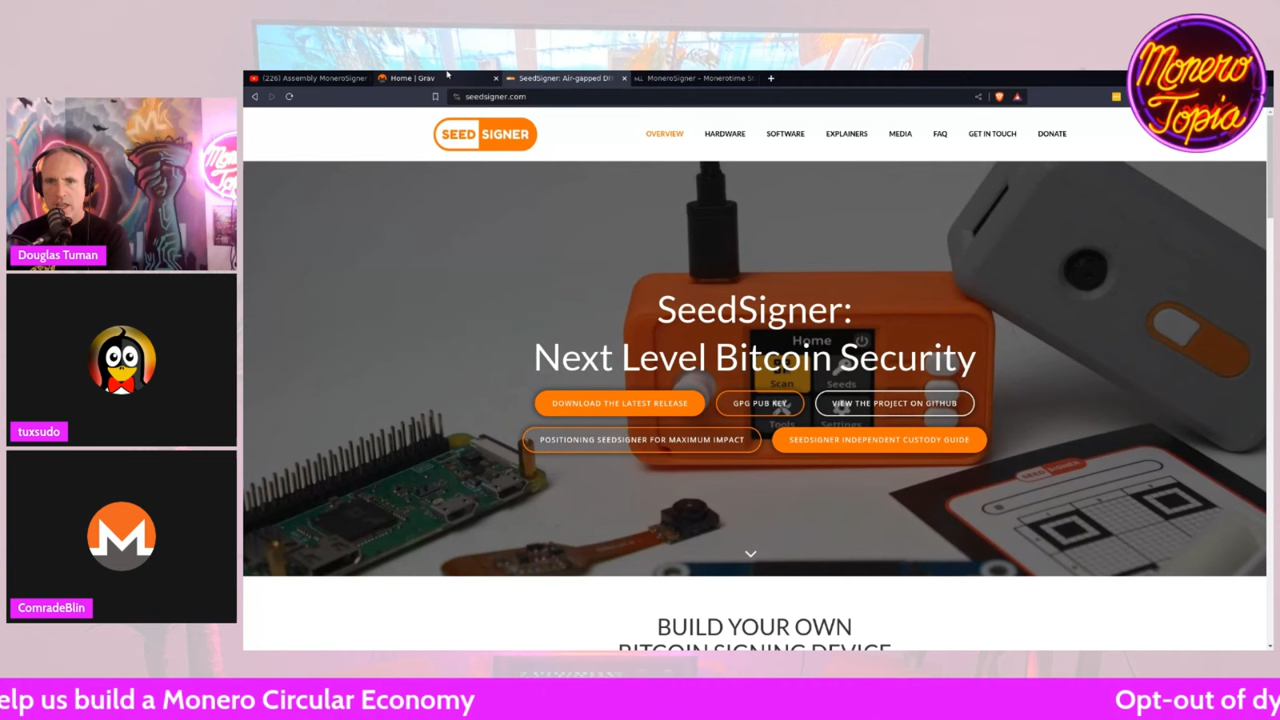 Monero
Topia
(226) Assembly MoneroSigner
Home | Grav
SeedSigner: Air-gapped DI
MoneroSigner – Monerotime St
seedsigner.com
SEED SIGNER
OVERVIEW
HARDWARE
SOFTWARE
EXPLAINERS
MEDIA
FAQ
GET IN TOUCH
DONATE
SeedSigner:
Next Level Bitcoin Security
Home
Scan
Seeds
Tools
Settings
DOWNLOAD THE LATEST RELEASE
GPG PUB KEY
VIEW THE PROJECT ON GITHUB
POSITIONING SEEDSIGNER FOR MAXIMUM IMPACT
SEEDSIGNER INDEPENDENT CUSTODY GUIDE
SEED SIGNER
BUILD YOUR OWN
BITCOIN SIGNING DEVICE
Douglas Tuman
tuxsudo
ComradeBlin
elp us build a Monero Circular Economy
Opt-out of dy